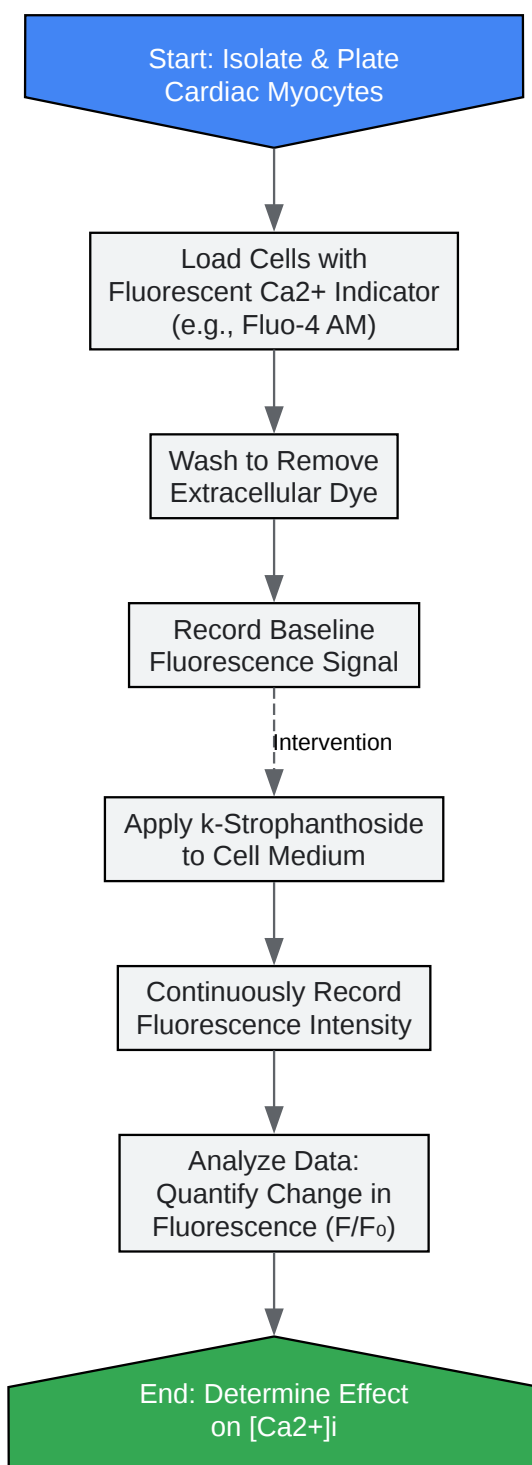 Start: Isolate & Plate
Cardiac Myocytes
Load Cells with
Fluorescent Ca2+ Indicator
(e.g., Fluo-4 AM)
Wash to Remove
Extracellular Dye
Record Baseline
Fluorescence Signal
Intervention
Apply k-Strophanthoside
to Cell Medium
Continuously Record
Fluorescence Intensity
Analyze Data:
Quantify Change in
Fluorescence (F/F₀)
End: Determine Effect
on [Ca2+]i